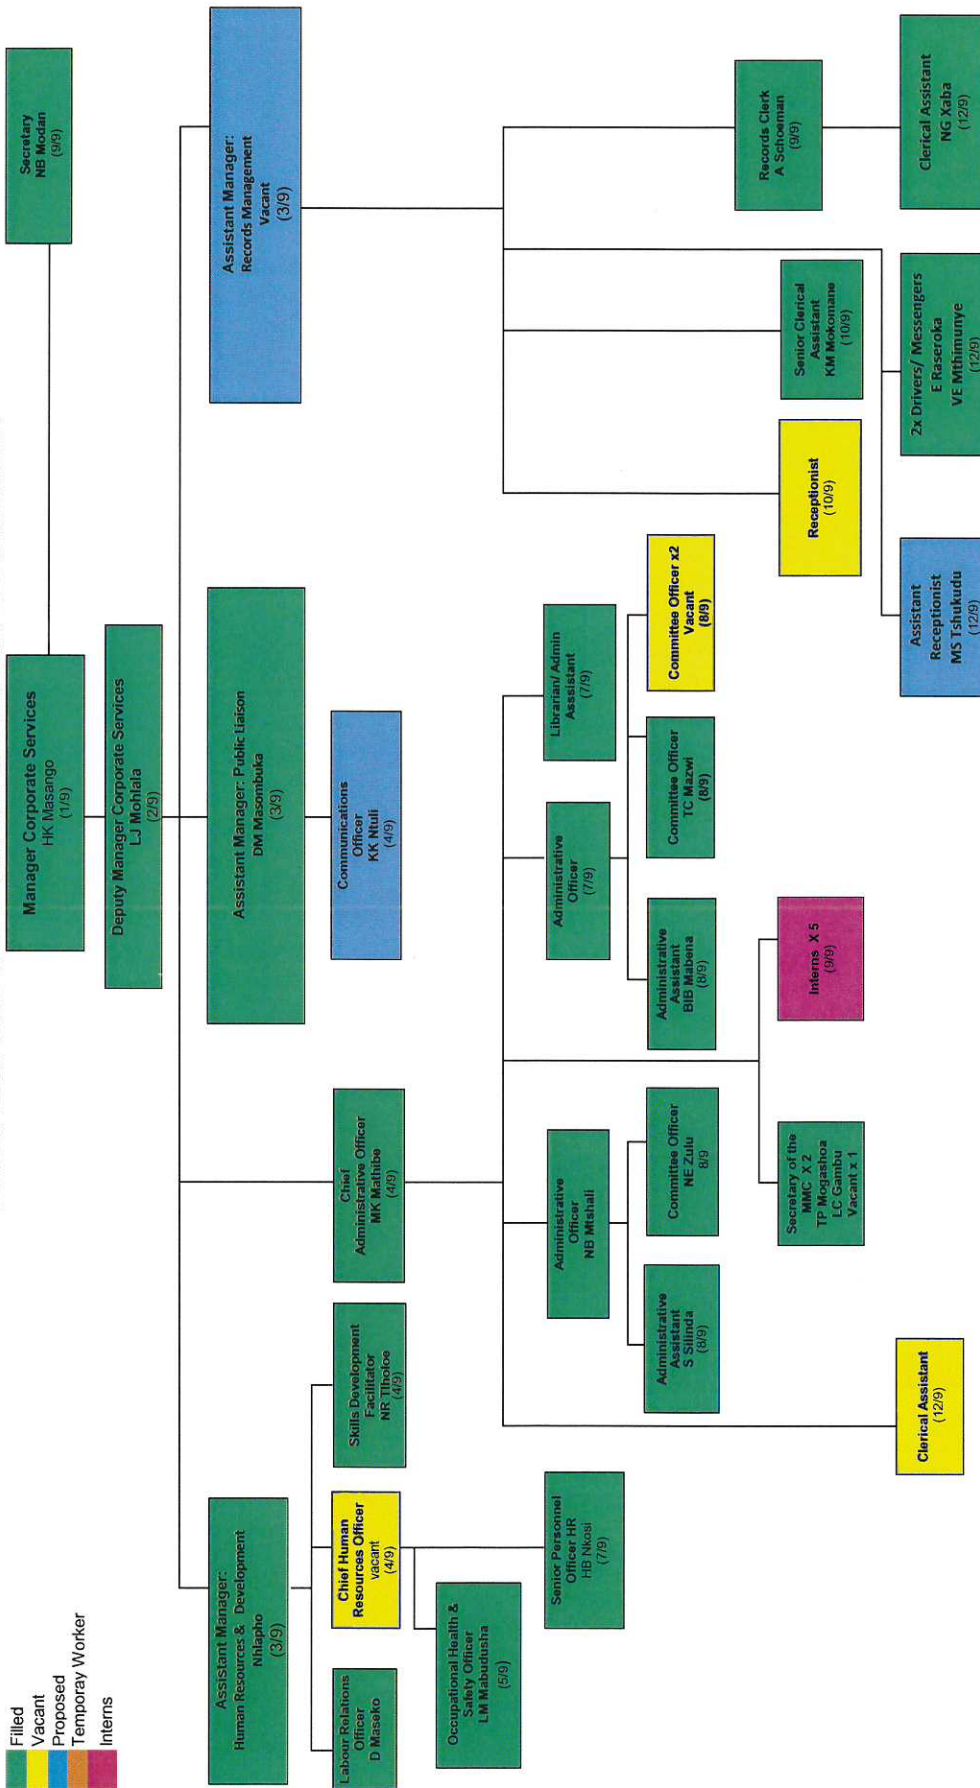 Filled
Vacant
Proposed
Temporay Worker
Interns
Manager Corporate Services
HK Masango
(1/9)
Secretary
NB Modan
(9/9)
Deputy Manager Corporate Services
LJ Mohlala
(2/9)
Assistant Manager:
Human Resources & Development
Nhlapho
(3/9)
Assistant Manager: Public Liaison
DM Masombuka
(3/9)
Assistant Manager:
Records Management
Vacant
(3/9)
Labour Relations
Officer
D Maseko
Chief Human
Resources Officer
vacant
(4/9)
Skills Development
Facilitator
NR Tlholoe
(4/9)
Chief
Administrative Officer
MK Mathibe
(4/9)
Communications
Officer
KK Ntuli
(4/9)
Occupational Health &
Safety Officer
LM Mabudusha
(5/9)
Senior Personnel
Officer HR
HB Nkosi
(7/9)
Administrative
Officer
NB Mtshali
Administrative
Officer
(7/9)
Librarian/ Admin
Asssistant
(7/9)
Administrative
Assistant
S Silinda
(8/9)
Committee Officer
NE Zulu
8/9
Administrative
Assistant
BIB Mabena
(8/9)
Committee Officer
TC Mazwi
(8/9)
Committee Officer x2
Vacant
(8/9)
Records Clerk
A Schoeman
(9/9)
Secretary of the
MMC X 2
TP Mogashoa
LC Gambu
Vacant x 1
Interns X 5
(9/9)
Receptionist
(10/9)
Senior Clerical
Assistant
KM Mokomane
(10/9)
Clerical Assistant
(12/9)
Assistant
Receptionist
MS Tshukudu
(12/9)
2x Drivers/ Messengers
E Raseroka
VE Mthimunye
(12/9)
Clerical Assistant
NG Xaba
(12/9)